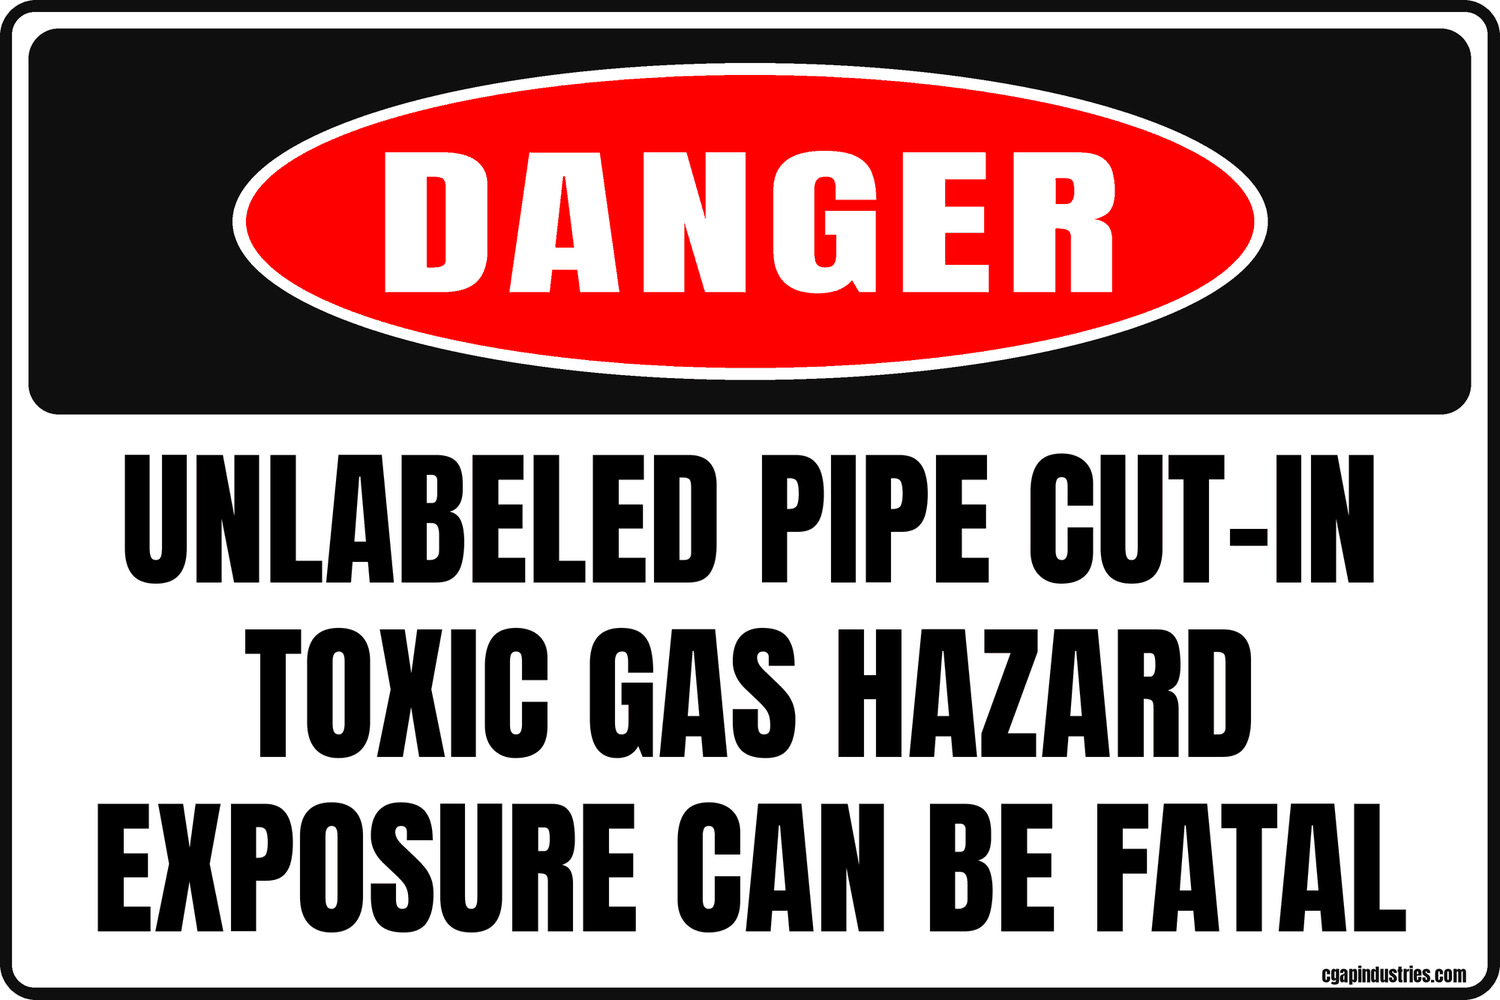 DANGER
UNLABELED PIPE CUT-IN
TOXIC GAS HAZARD
EXPOSURE CAN BE FATAL
cgapindustries.com